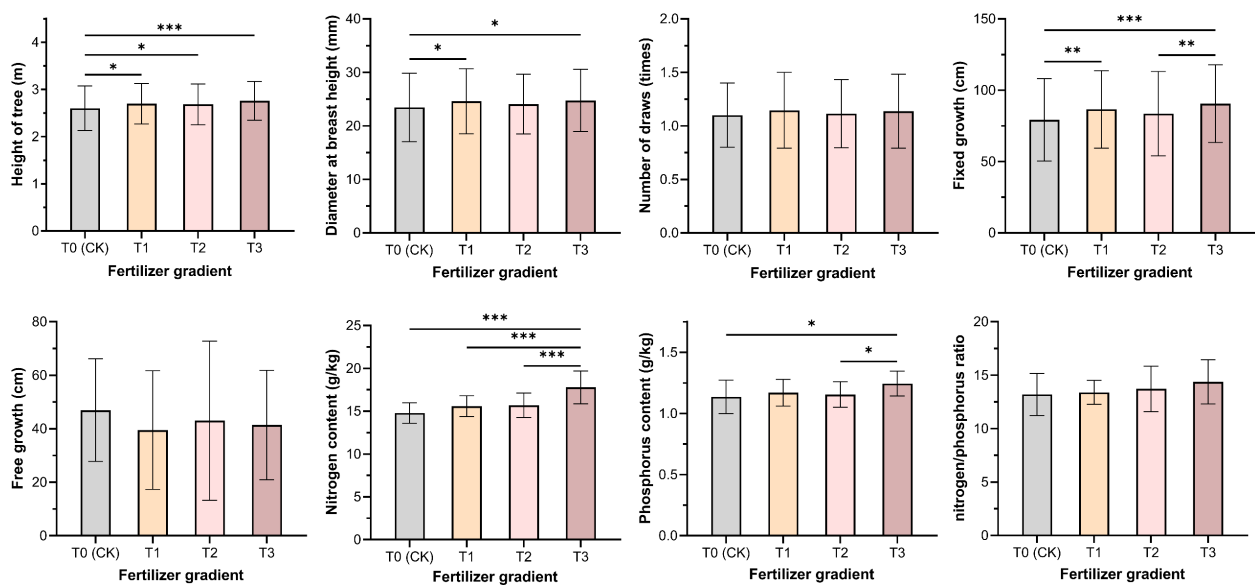 Height of tree (m)
4
3
2
1
0
***
*
*
T0 (CK) T1 T2 T3
Fertilizer gradient
Diameter at breast height (mm)
40
30
20
10
0
*
*
T0 (CK) T1 T2 T3
Fertilizer gradient
Number of draws (times)
2.0
1.5
1.0
0.5
0.0
T0 (CK) T1 T2 T3
Fertilizer gradient
Fixed growth (cm)
150
100
50
0
***
** **
T0 (CK) T1 T2 T3
Fertilizer gradient
Free growth (cm)
80
60
40
20
0
T0 (CK) T1 T2 T3
Fertilizer gradient
Nitrogen content (g/kg)
25
20
15
10
5
0
***
***
***
T0 (CK) T1 T2 T3
Fertilizer gradient
Phosphorus content (g/kg)
1.5
1.0
0.5
0.0
*
*
T0 (CK) T1 T2 T3
Fertilizer gradient
nitrogen/phosphorus ratio
20
15
10
5
0
T0 (CK) T1 T2 T3
Fertilizer gradient